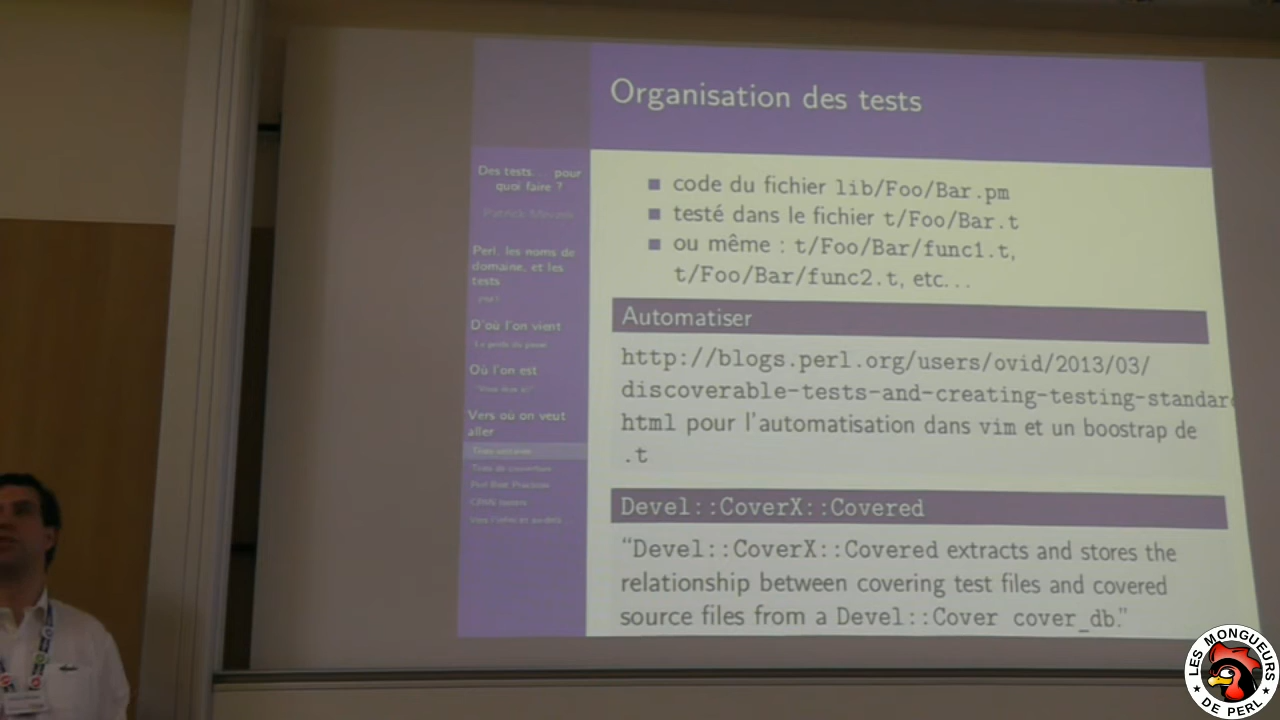 Organisation des tests
Des tests... pour
quoi faire ?
Perl, les noms de
domaine, et les
tests
D'où l'on vient
Où l'on est
Vers où on veut
aller
code du fichier lib/Foo/Bar.pm
testé dans le fichier t/Foo/Bar.t
ou même : t/Foo/Bar/func1.t,
t/Foo/Bar/func2.t, etc...
Automatiser
http://blogs.perl.org/users/ovid/2013/03/
discoverable-tests-and-creating-testing-standar
html pour l'automatisation dans vim et un boostrap de
.t
Devel::CoverX::Covered
“Devel::CoverX::Covered extracts and stores the
relationship between covering test files and covered
source files from a Devel::Cover cover_db.”
LES MONGUEURS
DE PERL